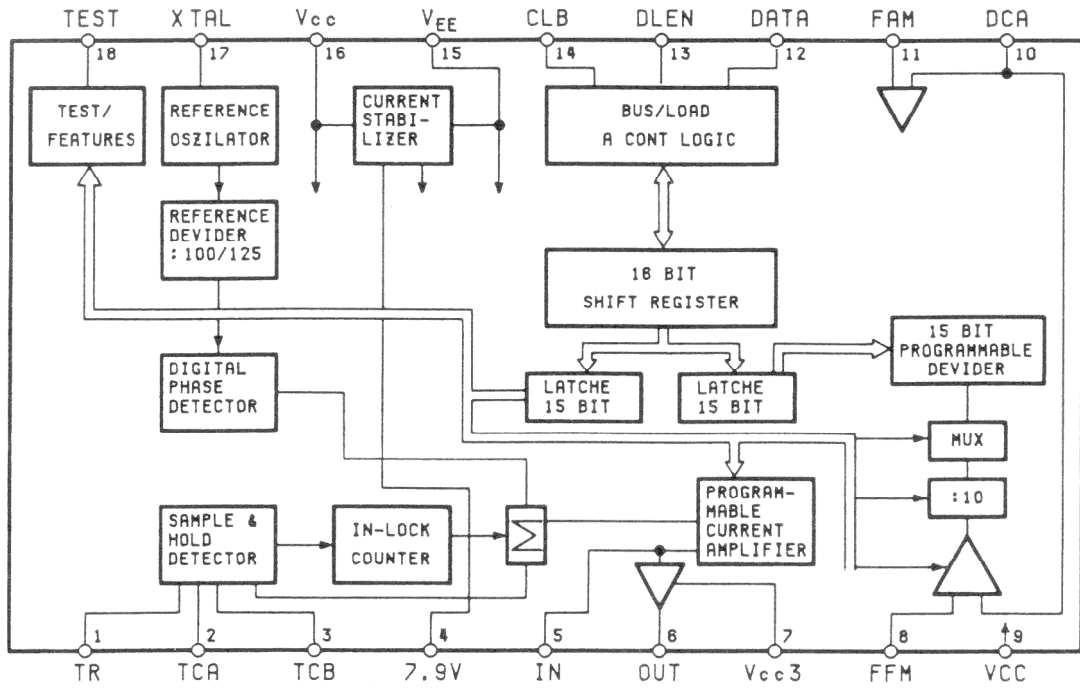 TEST XTAL Vcc VEE CLB DLEN DATA FAM DCA
18 17 16 15 14 13 12 11 10
TEST/
FEATURES
REFERENCE
OSZILATOR
CURRENT
STABI-
LIZER
BUS/LOAD
A CONT LOGIC
REFERENCE
DEVIDER
:100/125
16 BIT
SHIFT REGISTER
15 BIT
PROGRAMMABLE
DEVIDER
DIGITAL
PHASE
DETECTOR
LATCHE
15 BIT
LATCHE
15 BIT
MUX
:10
PROGRAM-
MABLE
CURRENT
AMPLIFIER
SAMPLE &
HOLD
DETECTOR
IN-LOCK
COUNTER
Σ
1 2 3 4 5 6 7 8 9
TR TCA TCB 7.9V IN OUT Vcc3 FFM VCC